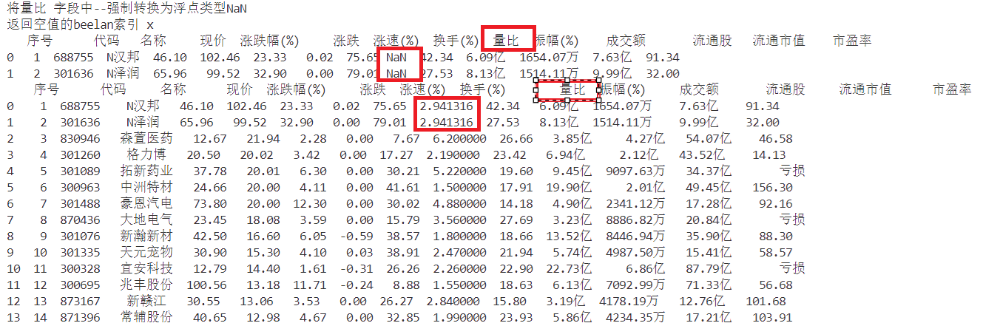 将量比 字段中--强制转换为浮点类型NaN
返回空值的beelan索引 x
序号 代码 名称 现价 涨跌幅(%) 涨跌 涨速(%) 换手(%) 量比 振幅(%) 成交额 流通股 流通市值 市盈率
0 1 688755 N汉邦 46.10 102.46 23.33 0.02 75.65 NaN 42.34 6.09亿 1654.07万 7.63亿 91.34
1 2 301636 N泽润 65.96 99.52 32.90 0.00 79.01 NaN 27.53 8.13亿 1514.11万 9.99亿 32.00
序号 代码 名称 现价 涨跌幅(%) 涨跌 涨速(%) 换手(%) 量比 振幅(%) 成交额 流通股 流通市值 市盈率
0 1 688755 N汉邦 46.10 102.46 23.33 0.02 75.65 2.941316 42.34 6.09亿 1654.07万 7.63亿 91.34
1 2 301636 N泽润 65.96 99.52 32.90 0.00 79.01 2.941316 27.53 8.13亿 1514.11万 9.99亿 32.00
2 3 830946 森萱医药 12.67 21.94 2.28 0.00 7.67 6.200000 26.66 3.85亿 4.27亿 54.07亿 46.58
3 4 301260 格力博 20.50 20.02 3.42 0.00 17.27 2.190000 23.42 6.94亿 2.12亿 43.52亿 14.13
4 5 301089 拓新药业 37.78 20.01 6.30 0.00 30.21 5.220000 19.60 9.45亿 9097.63万 34.37亿 亏损
5 6 300963 中洲特材 24.66 20.00 4.11 0.00 41.61 1.500000 17.91 19.90亿 2.01亿 49.45亿 156.30
6 7 301488 豪恩汽电 73.80 20.00 12.30 0.00 30.02 4.880000 14.18 4.90亿 2341.12万 17.28亿 92.16
7 8 870436 大地电气 23.45 18.08 3.59 0.00 15.79 3.560000 27.69 3.23亿 8886.82万 20.84亿 亏损
8 9 301076 新瀚新材 42.50 16.60 6.05 -0.59 38.57 1.800000 18.66 13.52亿 8446.94万 35.90亿 88.30
9 10 301335 天元宠物 30.90 15.30 4.10 0.03 38.91 2.470000 21.94 5.74亿 4987.50万 15.41亿 58.57
10 11 300328 宜安科技 12.79 14.40 1.61 -0.31 26.26 2.260000 22.90 22.73亿 6.86亿 87.79亿 亏损
11 12 300695 兆丰股份 100.56 13.18 11.71 -0.24 8.88 1.550000 18.63 6.13亿 7092.99万 71.33亿 56.68
12 13 873167 新赣江 30.55 13.06 3.53 0.00 26.27 2.840000 15.80 3.19亿 4178.19万 12.76亿 101.68
13 14 871396 常辅股份 40.65 12.98 4.67 0.00 32.85 1.990000 23.93 5.86亿 4234.35万 17.21亿 103.91